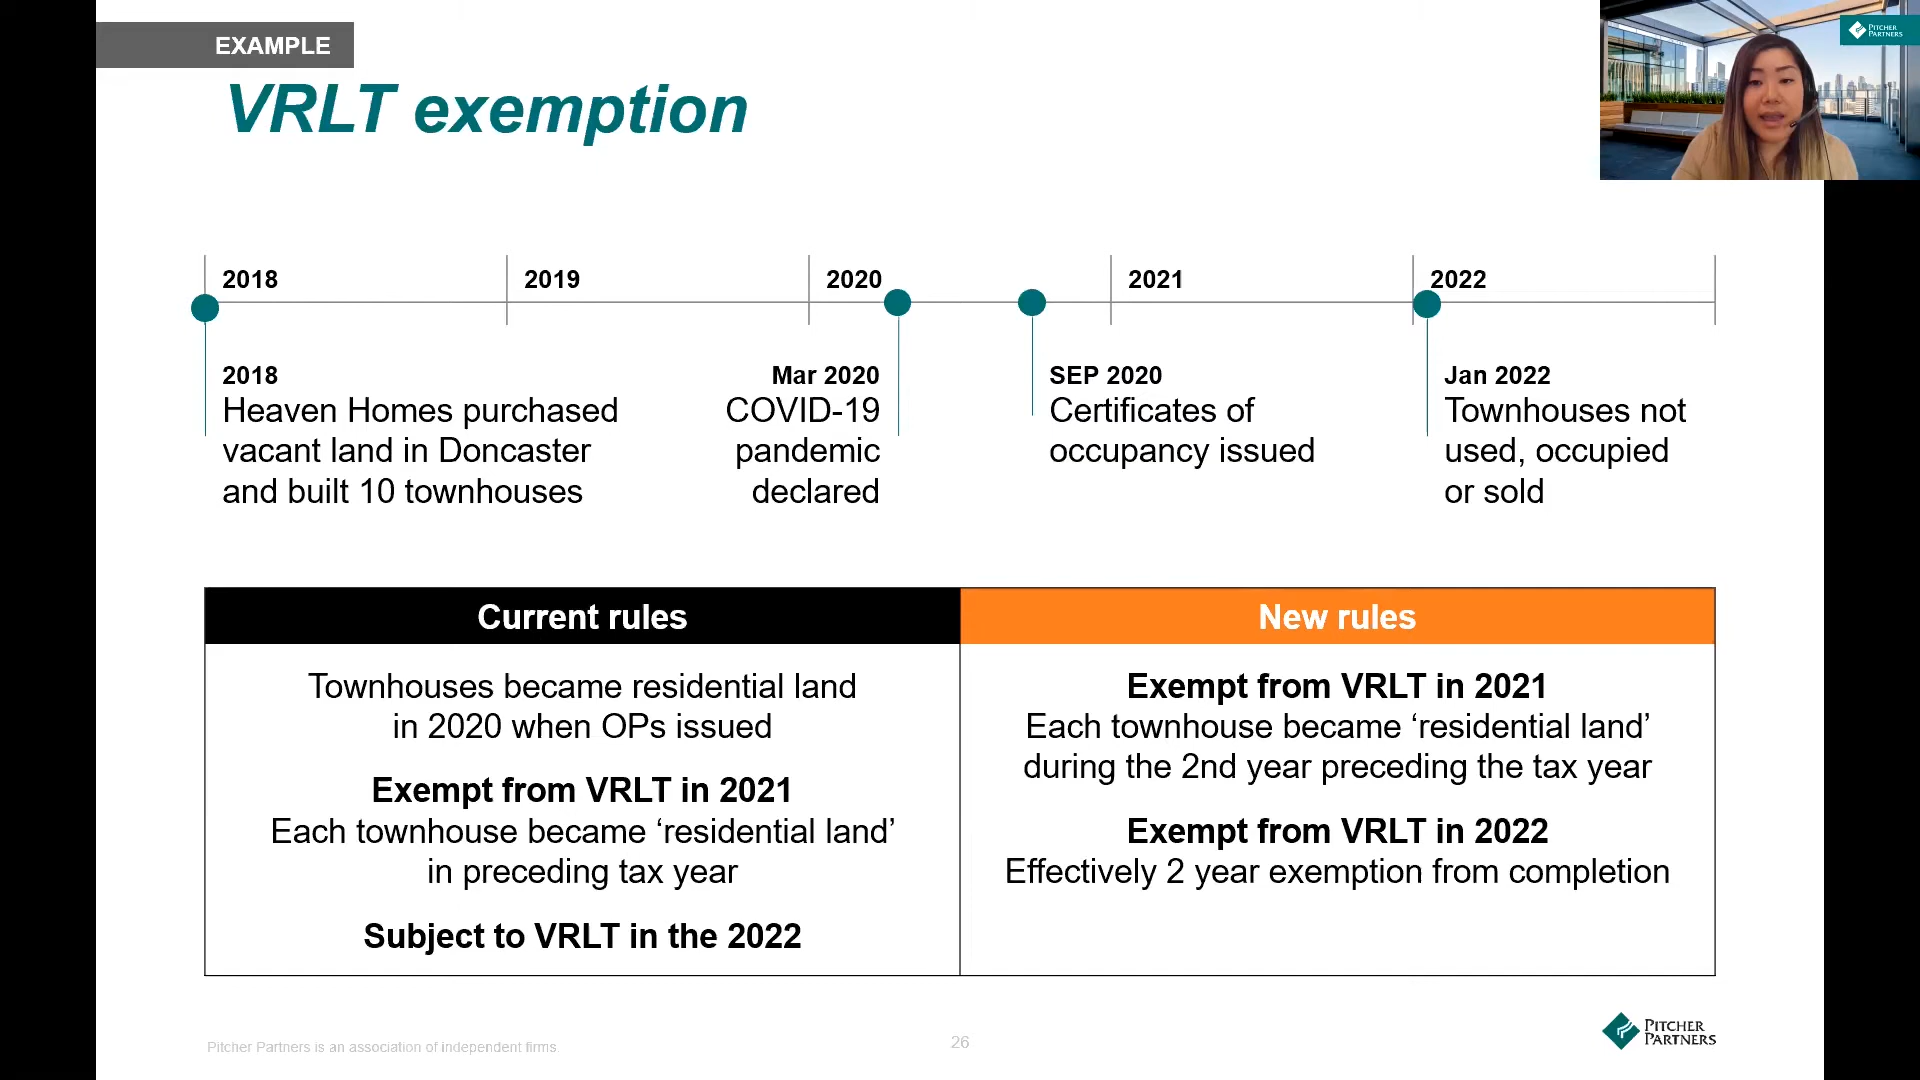 EXAMPLE
VRLT exemption
PITCHER
PARTNERS
2018
2019
2020
2021
2022
2018
Heaven Homes purchased
vacant land in Doncaster
and built 10 townhouses
Mar 2020
COVID-19
pandemic
declared
SEP 2020
Certificates of
occupancy issued
Jan 2022
Townhouses not
used, occupied
or sold
Current rules
Townhouses became residential land
in 2020 when OPs issued
Exempt from VRLT in 2021
Each townhouse became ‘residential land’
in preceding tax year
Subject to VRLT in the 2022
New rules
Exempt from VRLT in 2021
Each townhouse became ‘residential land’
during the 2nd year preceding the tax year
Exempt from VRLT in 2022
Effectively 2 year exemption from completion
Pitcher Partners is an association of independent firms.
26
PITCHER
PARTNERS